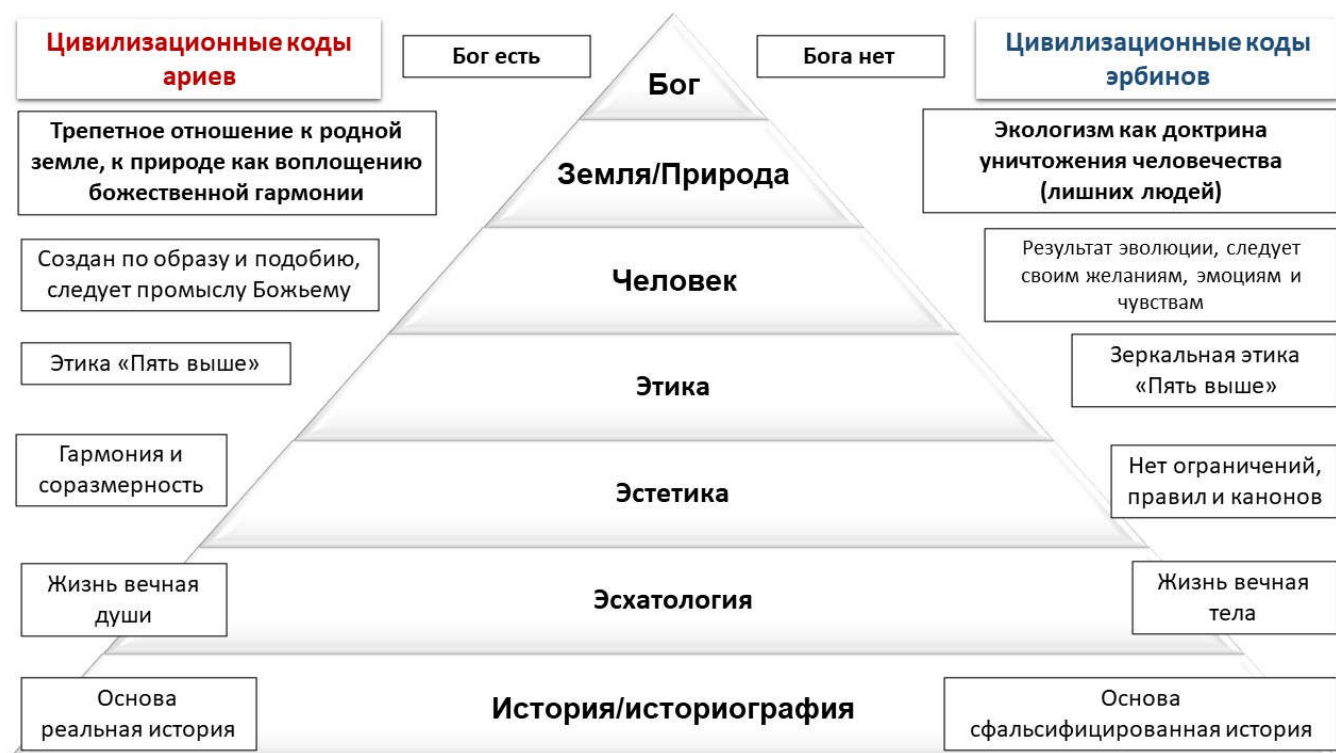 Цивилизационные коды
ариев
Бог есть
Бог
Бога нет
Цивилизационные коды
эрбинов
Трепетное отношение к родной
земле, к природе как воплощению
божественной гармонии
Земля/Природа
Экологизм как доктрина
уничтожения человечества
(лишних людей)
Создан по образу и подобию,
следует промыслу Божьему
Человек
Результат эволюции, следует
своим желаниям, эмоциям и
чувствам
Этика «Пять выше»
Этика
Зеркальная этика
«Пять выше»
Гармония и
соразмерность
Эстетика
Нет ограничений,
правил и канонов
Жизнь вечная
души
Эсхатология
Жизнь вечная
тела
Основа
реальная история
История/историография
Основа
сфальсифицированная история